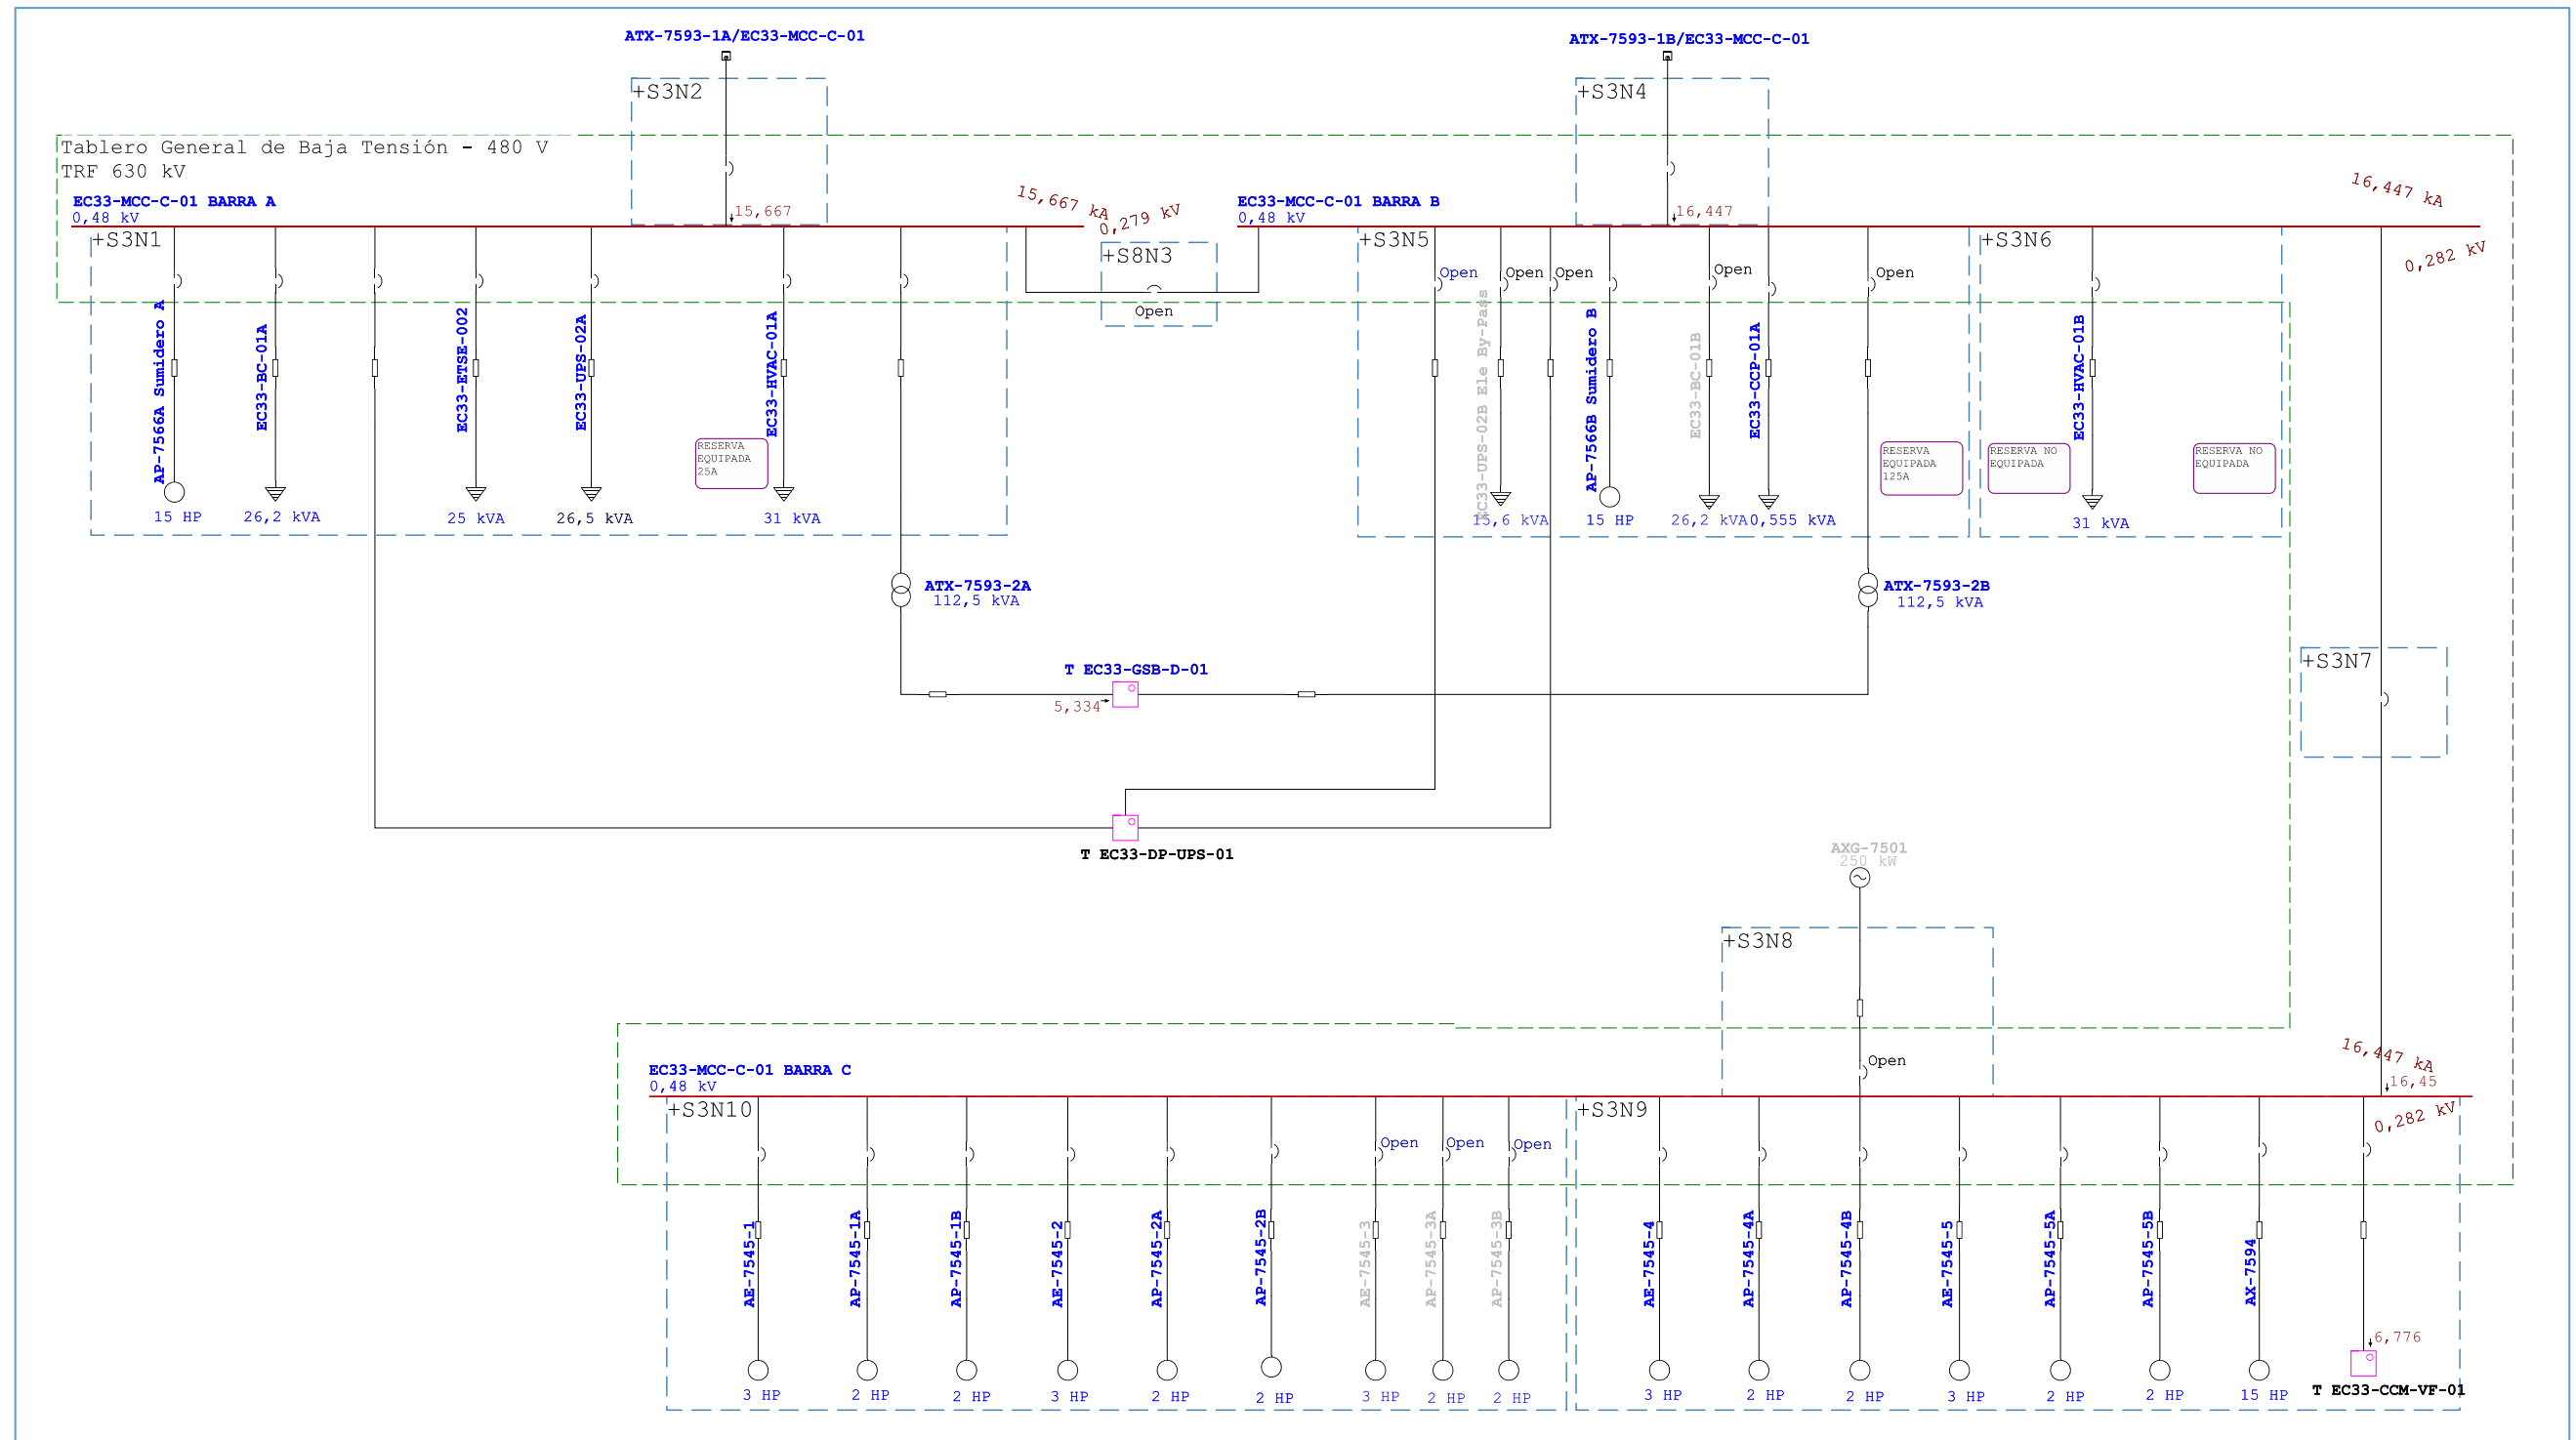 ATX-7593-1A/EC33-MCC-C-01
ATX-7593-1B/EC33-MCC-C-01
+S3N2
+S3N4
Tablero General de Baja Tensión - 480 V
TRF 630 kV
EC33-MCC-C-01 BARRA A
0,48 kV
15,667
15,667 kA
0,279 kV
EC33-MCC-C-01 BARRA B
0,48 kV
16,447
16,447 kA
0,282 kV
+S3N1
+S8N3
Open
+S3N5
+S3N6
Open
Open
Open
Open
Open
AP-7566A Sumidero A
EC33-BC-01A
EC33-ETSE-002
EC33-UPS-02A
EC33-HVAC-01A
EC33-UPS-02B Ele By-Pass
AP-7566B Sumidero B
EC33-BC-01B
EC33-CCP-01A
EC33-HVAC-01B
RESERVA
EQUIPADA
25A
RESERVA
EQUIPADA
125A
RESERVA NO
EQUIPADA
RESERVA NO
EQUIPADA
15 HP
26,2 kVA
25 kVA
26,5 kVA
31 kVA
15,6 kVA
15 HP
26,2 kVA
0,555 kVA
31 kVA
ATX-7593-2A
112,5 kVA
ATX-7593-2B
112,5 kVA
T EC33-GSB-D-01
5,334
+S3N7
T EC33-DP-UPS-01
AXG-7501
250 kW
+S3N8
Open
EC33-MCC-C-01 BARRA C
0,48 kV
16,447 kA
16,45
0,282 kV
+S3N10
+S3N9
Open
Open
Open
AE-7545-1
AP-7545-1A
AP-7545-1B
AE-7545-2
AP-7545-2A
AP-7545-2B
AE-7545-3
AP-7545-3A
AP-7545-3B
AE-7545-4
AP-7545-4A
AP-7545-4B
AE-7545-5
AP-7545-5A
AP-7545-5B
AX-7594
6,776
3 HP
2 HP
2 HP
3 HP
2 HP
2 HP
3 HP
2 HP
2 HP
3 HP
2 HP
2 HP
3 HP
2 HP
2 HP
15 HP
T EC33-CCM-VF-01